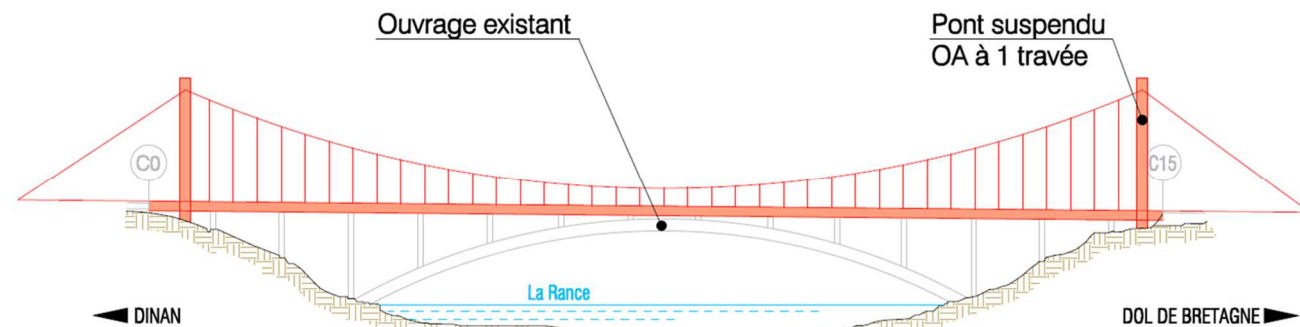 Ouvrage existant
Pont suspendu
OA à 1 travée
C0
C15
La Rance
DINAN
DOL DE BRETAGNE